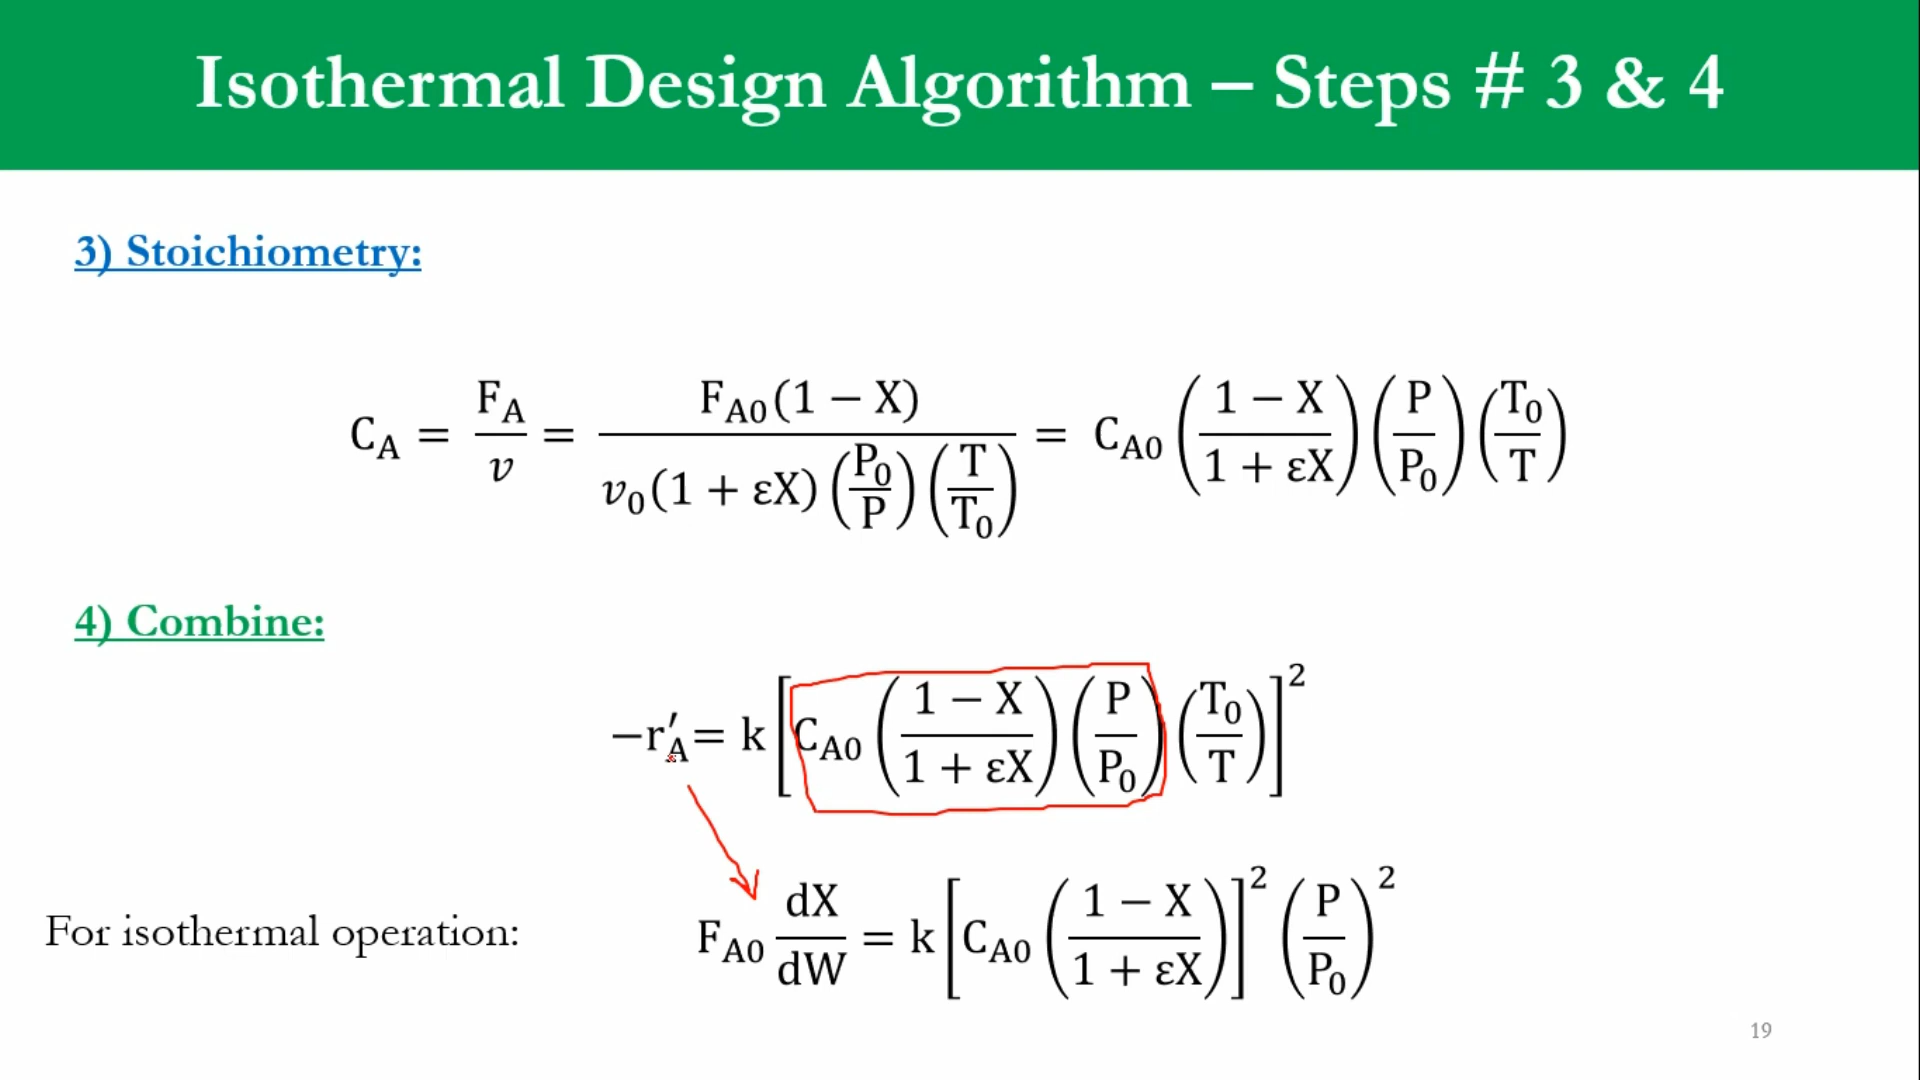 Isothermal Design Algorithm – Steps # 3 & 4
3) Stoichiometry:
C_A = F_A/v = F_A0(1 − X) / v_0(1 + εX)(P_0/P)(T/T_0) = C_A0 ((1 − X)/(1 + εX)) (P/P_0) (T_0/T)
4) Combine:
−r′_A = k [C_A0 ((1 − X)/(1 + εX)) (P/P_0) (T_0/T)]^2
For isothermal operation: F_A0 dX/dW = k [C_A0 ((1 − X)/(1 + εX))]^2 (P/P_0)^2
19